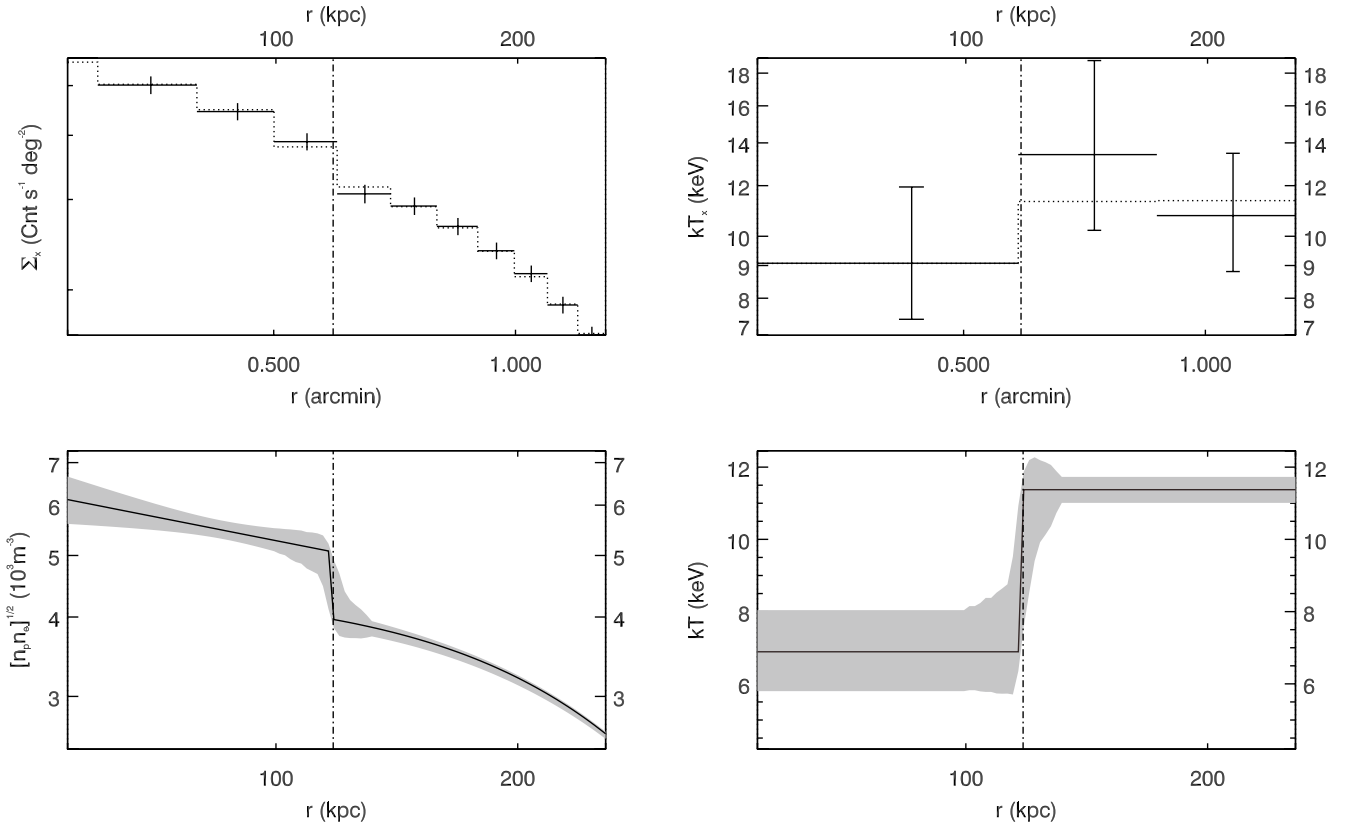 r (kpc)
100 200
Σx (Cnt s-1 deg-2)
0.500 1.000
r (arcmin)
r (kpc)
100 200
kTx (keV)
18 18
16 16
14 14
12 12
10 10
9 9
8 8
7 7
0.500 1.000
r (arcmin)
[npne]1/2 (103m-3)
7 7
6 6
5 5
4 4
3 3
100 200
r (kpc)
kT (keV)
12 12
10 10
8 8
6 6
100 200
r (kpc)